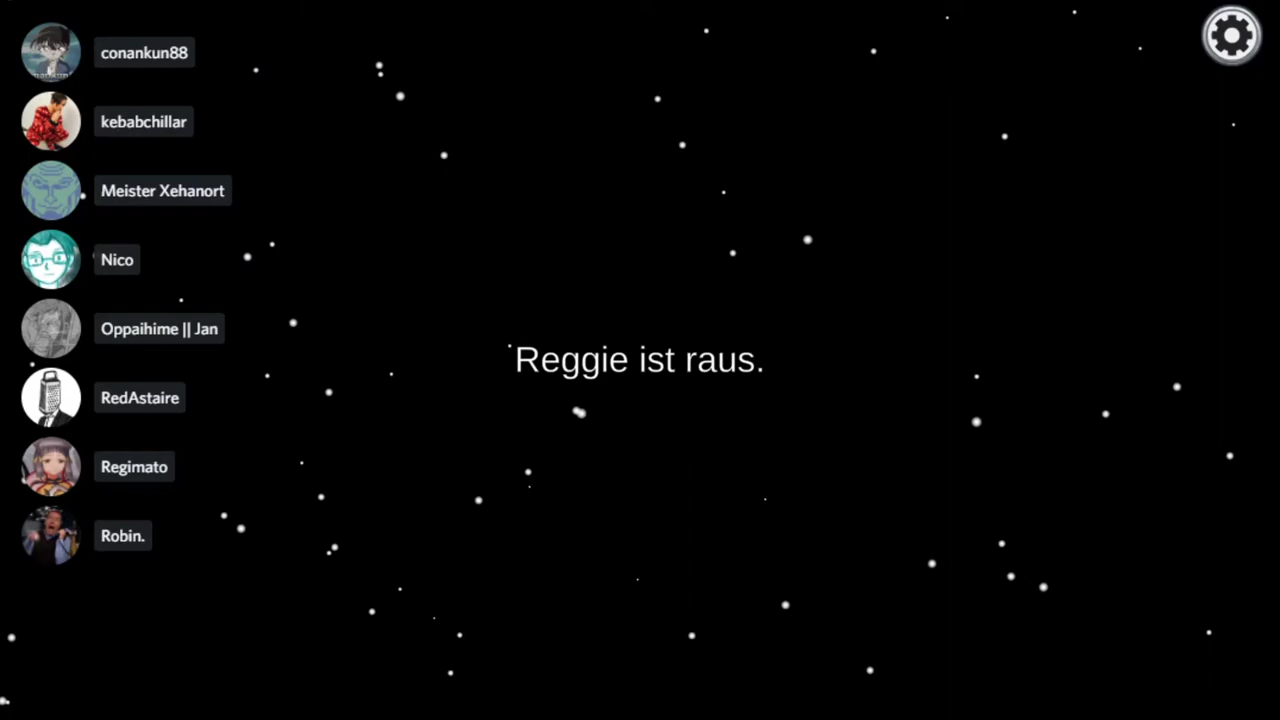 conankun88
kebabchillar
Meister Xehanort
Nico
Reggie ist raus.
Oppaihime || Jan
RedAstaire
Regimato
Robin.